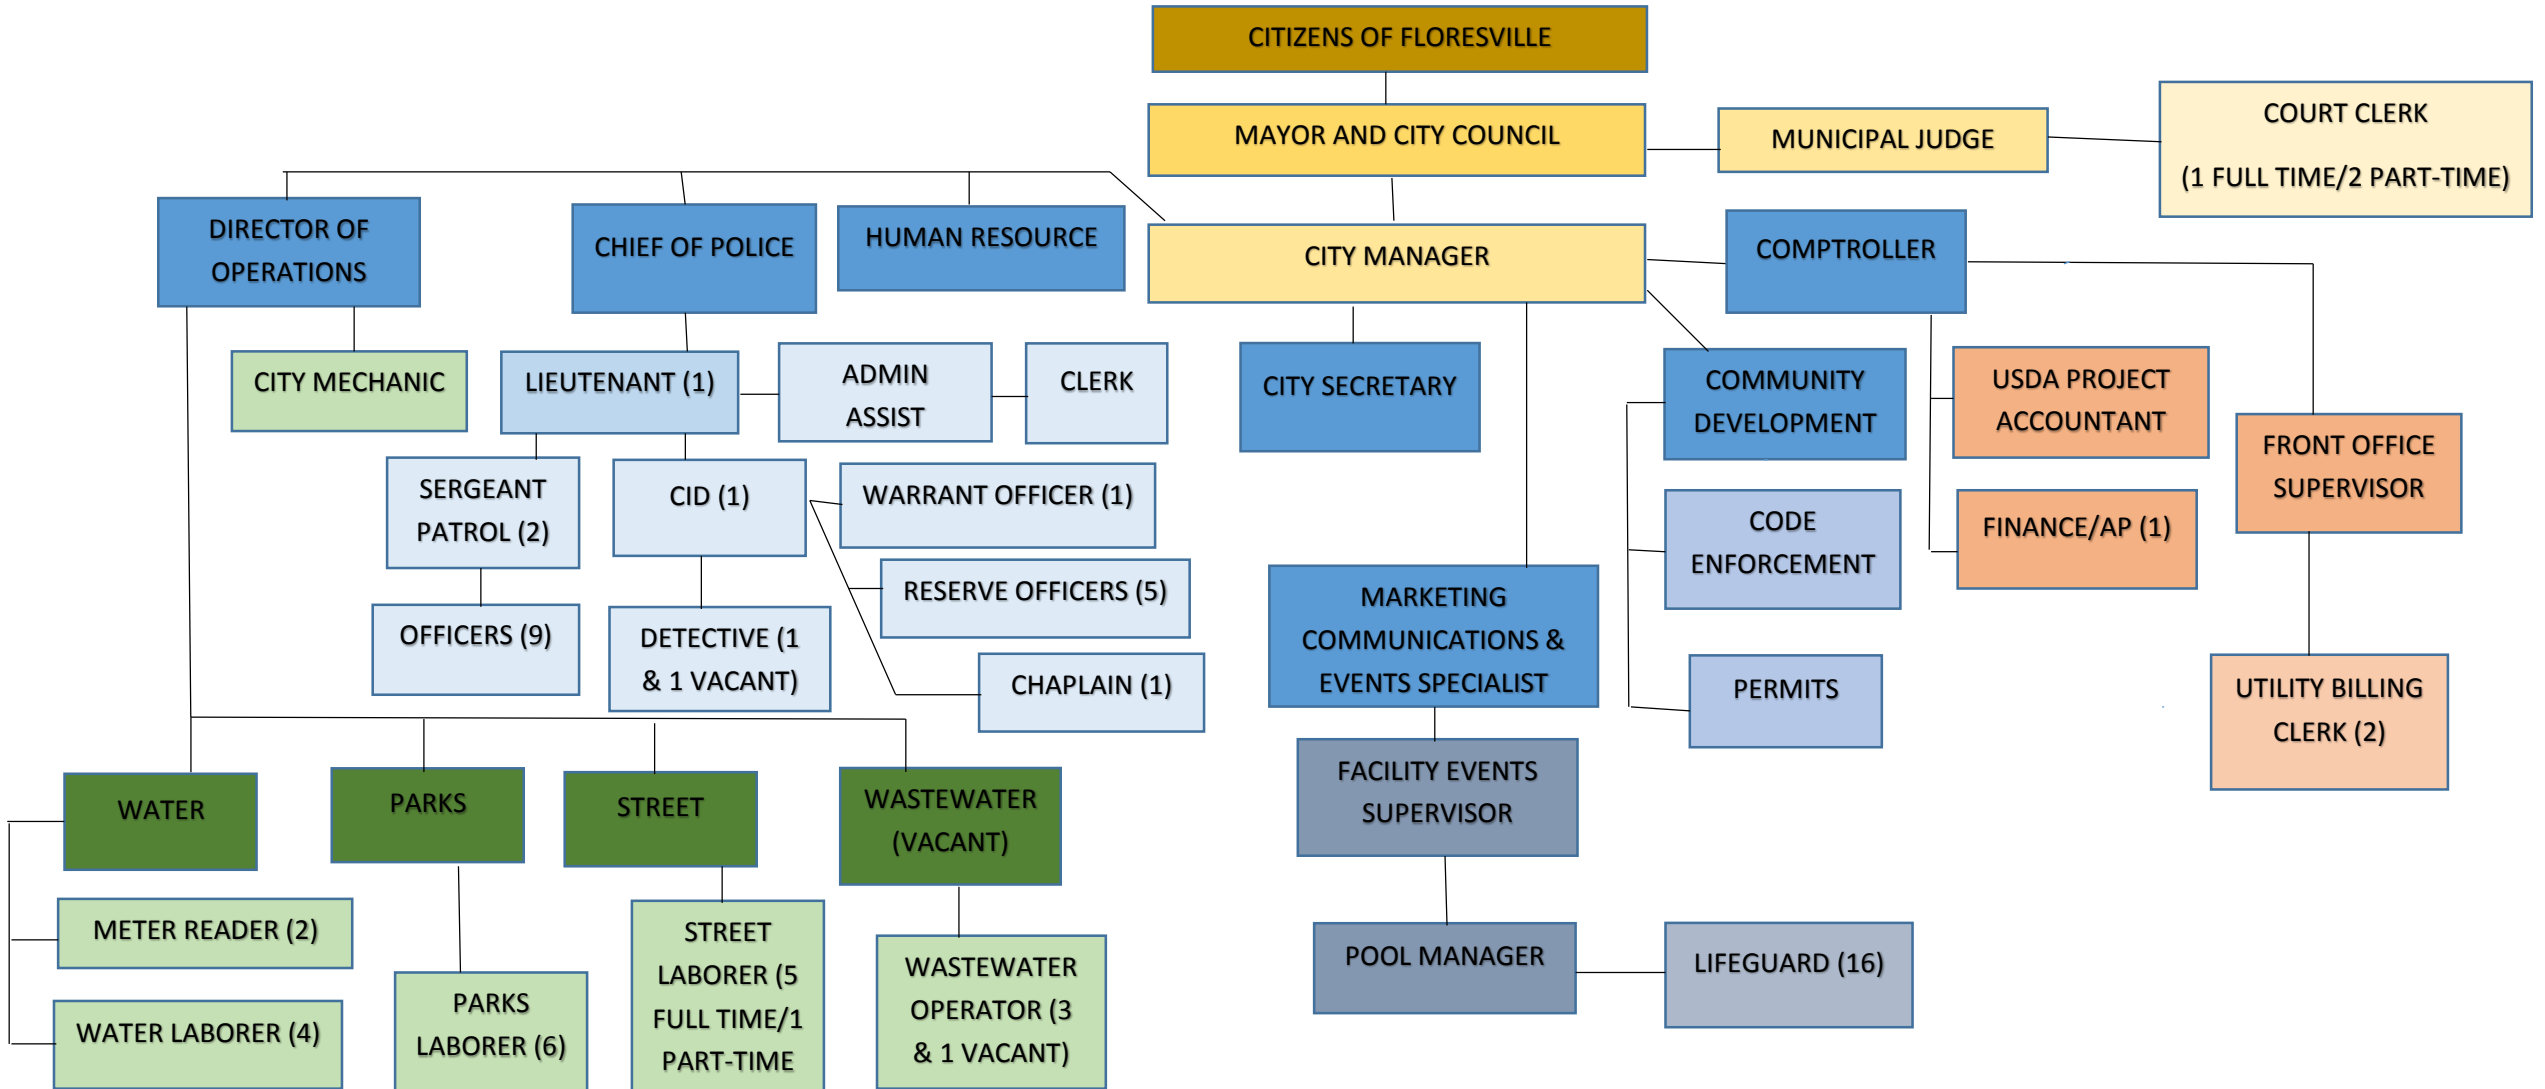 CITIZENS OF FLORESVILLE
MAYOR AND CITY COUNCIL
MUNICIPAL JUDGE
COURT CLERK
(1 FULL TIME/2 PART-TIME)
DIRECTOR OF
OPERATIONS
CHIEF OF POLICE
HUMAN RESOURCE
CITY MANAGER
COMPTROLLER
CITY MECHANIC
LIEUTENANT (1)
ADMIN
ASSIST
CLERK
CITY SECRETARY
COMMUNITY
DEVELOPMENT
USDA PROJECT
ACCOUNTANT
FRONT OFFICE
SUPERVISOR
SERGEANT
PATROL (2)
CID (1)
WARRANT OFFICER (1)
CODE
ENFORCEMENT
FINANCE/AP (1)
OFFICERS (9)
DETECTIVE (1
& 1 VACANT)
RESERVE OFFICERS (5)
CHAPLAIN (1)
MARKETING
COMMUNICATIONS &
EVENTS SPECIALIST
PERMITS
UTILITY BILLING
CLERK (2)
WATER
PARKS
STREET
WASTEWATER
(VACANT)
FACILITY EVENTS
SUPERVISOR
METER READER (2)
WATER LABORER (4)
PARKS
LABORER (6)
STREET
LABORER (5
FULL TIME/1
PART-TIME
WASTEWATER
OPERATOR (3
& 1 VACANT)
POOL MANAGER
LIFEGUARD (16)